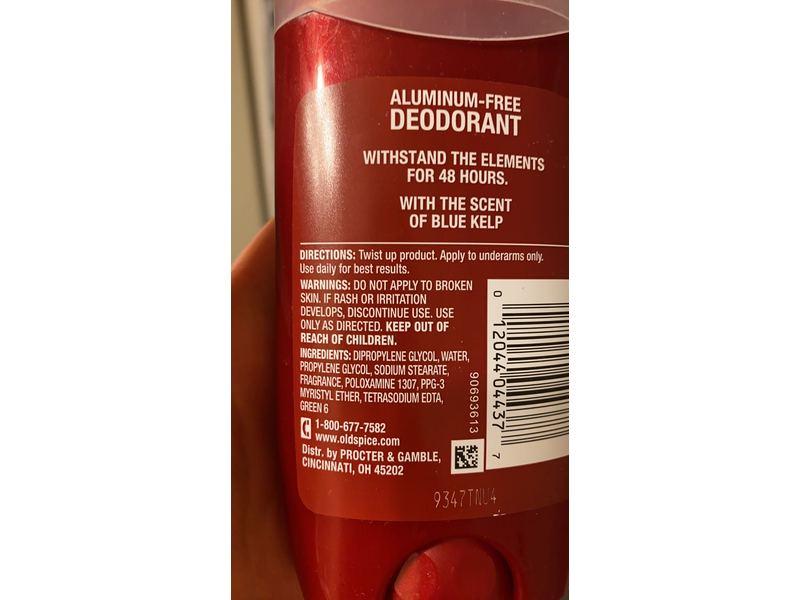 ALUMINUM-FREE
DEODORANT
WITHSTAND THE ELEMENTS
FOR 48 HOURS.
WITH THE SCENT
OF BLUE KELP
DIRECTIONS: Twist up product. Apply to underarms only.
Use daily for best results.
WARNINGS: DO NOT APPLY TO BROKEN
SKIN. IF RASH OR IRRITATION
DEVELOPS, DISCONTINUE USE. USE
ONLY AS DIRECTED. KEEP OUT OF
REACH OF CHILDREN.
INGREDIENTS: DIPROPYLENE GLYCOL, WATER,
PROPYLENE GLYCOL, SODIUM STEARATE,
FRAGRANCE, POLOXAMINE 1307, PPG-3
MYRISTYL ETHER, TETRASODIUM EDTA,
GREEN 6
1-800-677-7582
www.oldspice.com
Distr. by PROCTER & GAMBLE,
CINCINNATI, OH 45202
90693613
0 12044 04437 7
9347TNU4